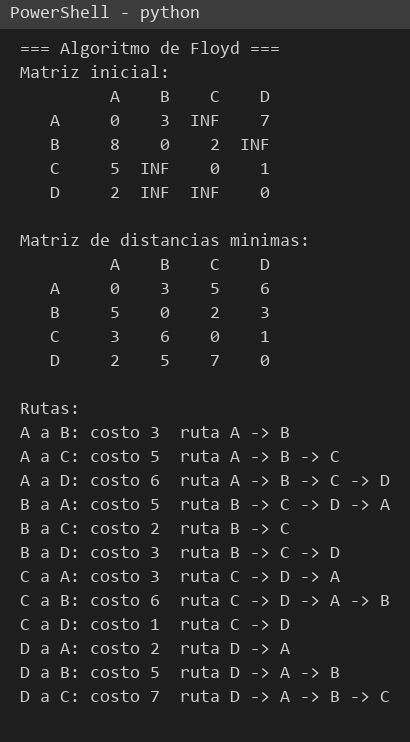 PowerShell - python
=== Algoritmo de Floyd ===
Matriz inicial:
A B C D
A 0 3 INF 7
B 8 0 2 INF
C 5 INF 0 1
D 2 INF INF 0
Matriz de distancias minimas:
A B C D
A 0 3 5 6
B 5 0 2 3
C 3 6 0 1
D 2 5 7 0
Rutas:
A a B: costo 3 ruta A -> B
A a C: costo 5 ruta A -> B -> C
A a D: costo 6 ruta A -> B -> C -> D
B a A: costo 5 ruta B -> C -> D -> A
B a C: costo 2 ruta B -> C
B a D: costo 3 ruta B -> C -> D
C a A: costo 3 ruta C -> D -> A
C a B: costo 6 ruta C -> D -> A -> B
C a D: costo 1 ruta C -> D
D a A: costo 2 ruta D -> A
D a B: costo 5 ruta D -> A -> B
D a C: costo 7 ruta D -> A -> B -> C